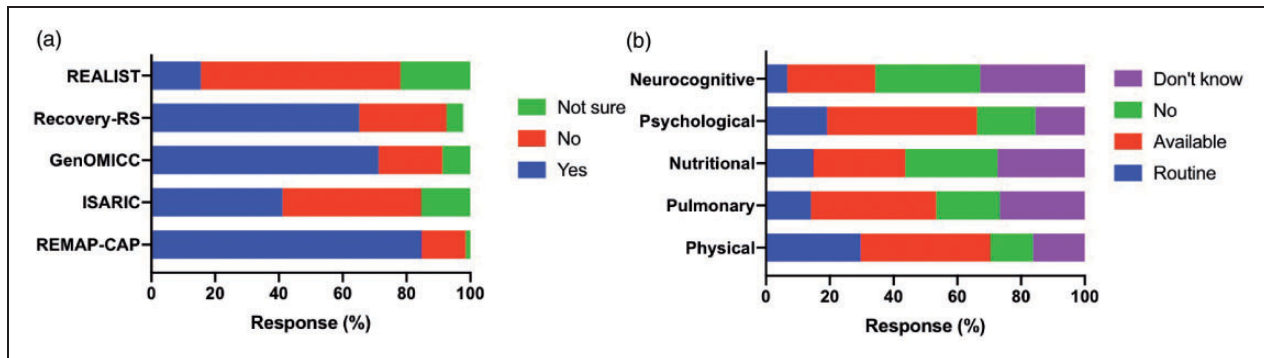 (a)
REALIST
Recovery-RS
GenOMICC
ISARIC
REMAP-CAP
0 20 40 60 80 100
Response (%)
Not sure
No
Yes
(b)
Neurocognitive
Psychological
Nutritional
Pulmonary
Physical
0 20 40 60 80 100
Response (%)
Don't know
No
Available
Routine